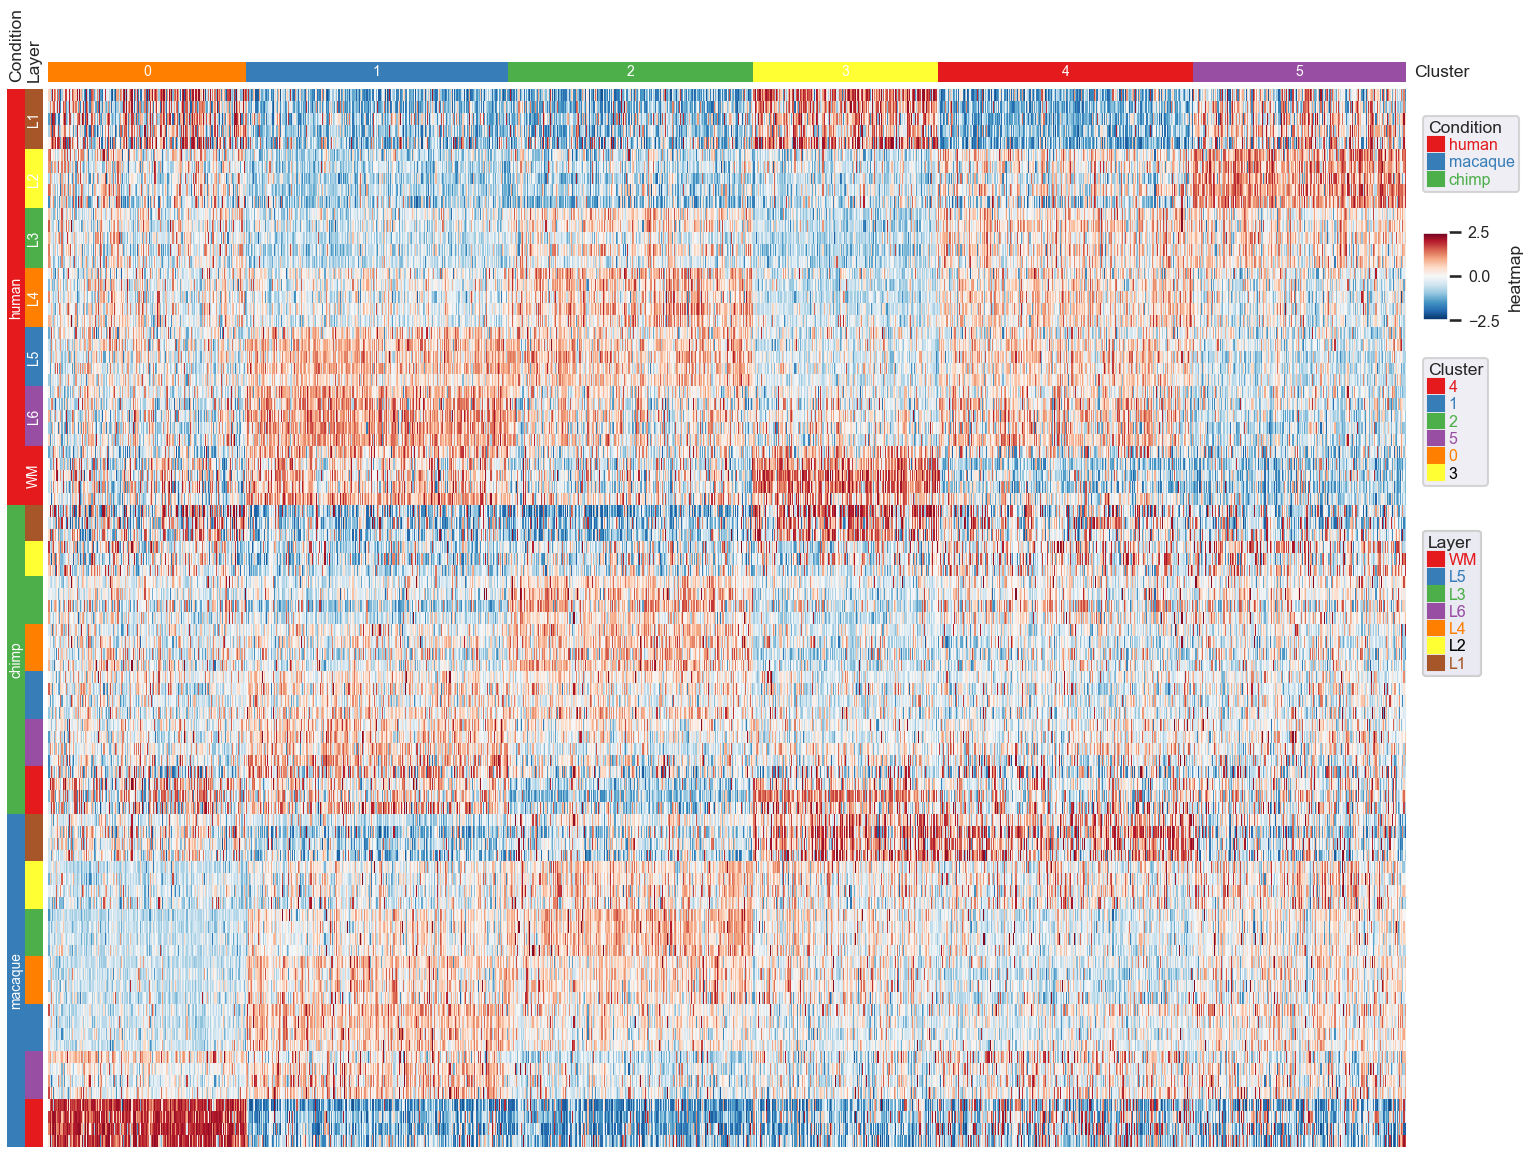 Condition
Layer
0 1 2 3 4 5 Cluster
L1
L2
L3
L4
L5
L6
WM
human
chimp
macaque
Condition
human
macaque
chimp
2.5
0.0
−2.5
heatmap
Cluster
4
1
2
5
0
3
Layer
WM
L5
L3
L6
L4
L2
L1